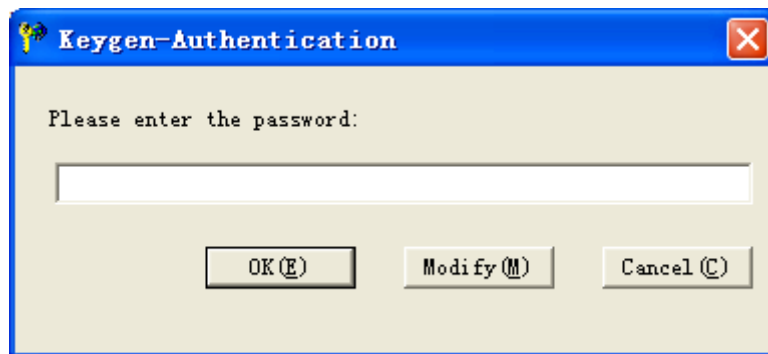 Keygen-Authentication
Please enter the password:
OK(E)
Modify(M)
Cancel(C)